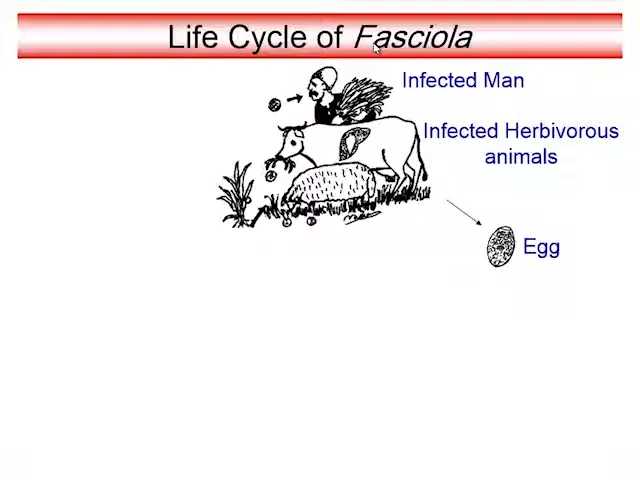 Life Cycle of Fasciola
Infected Man
Infected Herbivorous
animals
Egg